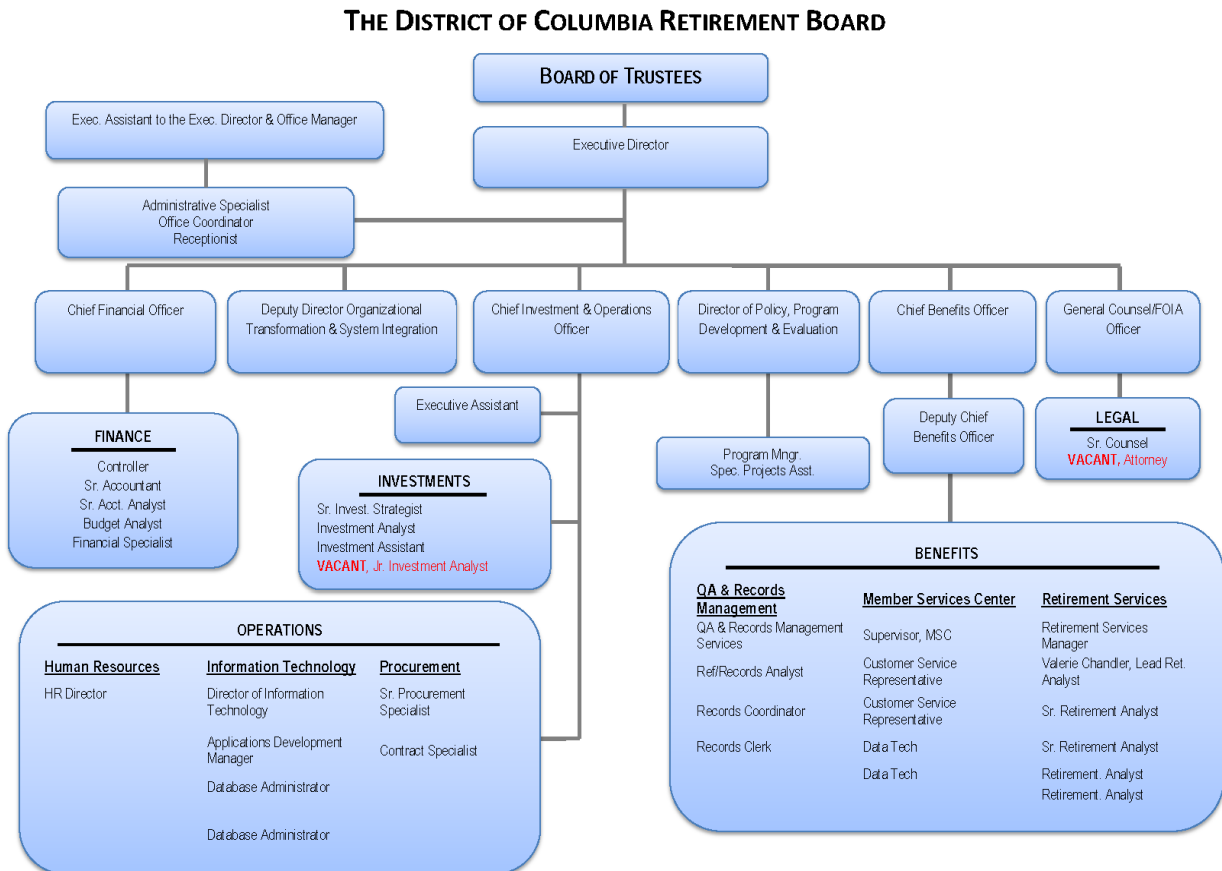 THE DISTRICT OF COLUMBIA RETIREMENT BOARD
BOARD OF TRUSTEES
Exec. Assistant to the Exec. Director & Office Manager
Executive Director
Administrative Specialist
Office Coordinator
Receptionist
Chief Financial Officer
Deputy Director Organizational
Transformation & System Integration
Chief Investment & Operations
Officer
Director of Policy, Program
Development & Evaluation
Chief Benefits Officer
General Counsel/FOIA
Officer
Executive Assistant
Deputy Chief
Benefits Officer
LEGAL
Sr. Counsel
VACANT, Attorney
FINANCE
Controller
Sr. Accountant
Sr. Acct. Analyst
Budget Analyst
Financial Specialist
Program Mngr.
Spec. Projects Asst.
INVESTMENTS
Sr. Invest. Strategist
Investment Analyst
Investment Assistant
VACANT, Jr. Investment Analyst
OPERATIONS
Human Resources
HR Director
Information Technology
Director of Information
Technology
Applications Development
Manager
Database Administrator
Database Administrator
Procurement
Sr. Procurement
Specialist
Contract Specialist
BENEFITS
QA & Records
Management
QA & Records Management
Services
Ref/Records Analyst
Records Coordinator
Records Clerk
Member Services Center
Supervisor, MSC
Customer Service
Representative
Customer Service
Representative
Data Tech
Data Tech
Retirement Services
Retirement Services
Manager
Valerie Chandler, Lead Ret.
Analyst
Sr. Retirement Analyst
Sr. Retirement Analyst
Retirement. Analyst
Retirement. Analyst